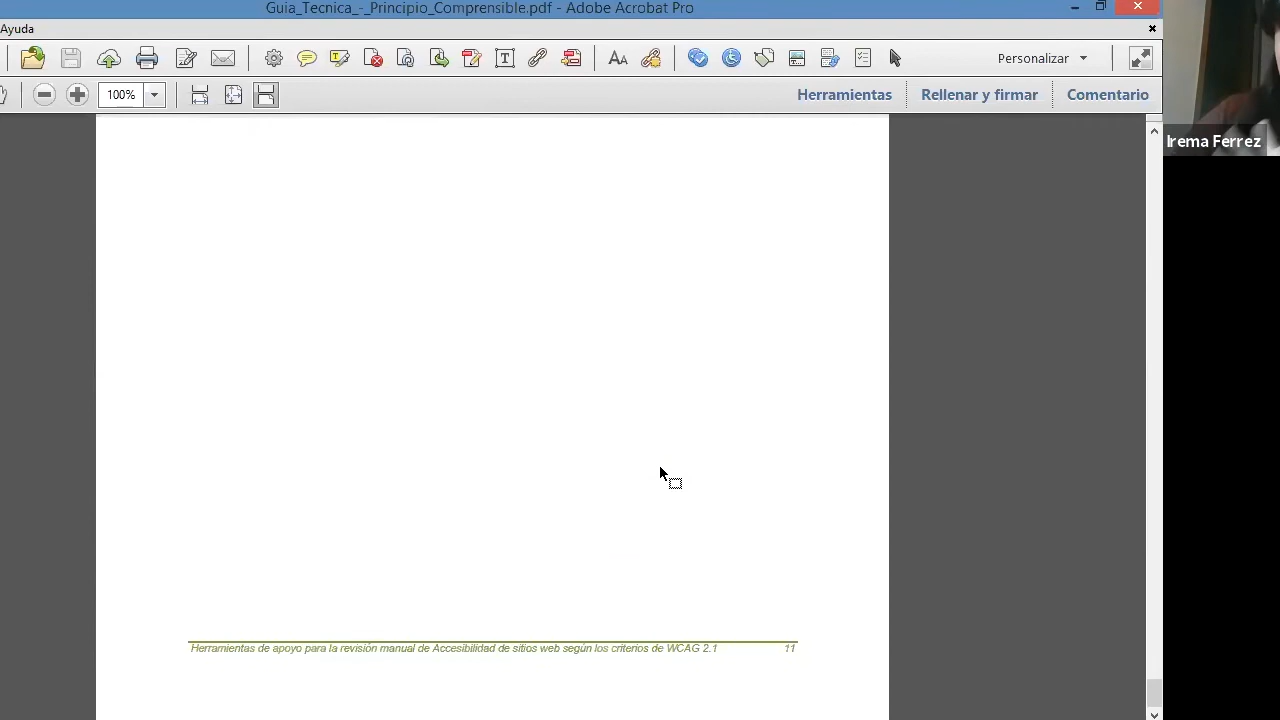 Guia_Tecnica_-_Principio_Comprensible.pdf - Adobe Acrobat Pro
Ayuda
Personalizar
100%
Herramientas
Rellenar y firmar
Comentario
Irema Ferrez
Herramientas de apoyo para la revisión manual de Accesibilidad de sitios web según los criterios de WCAG 2.1 11